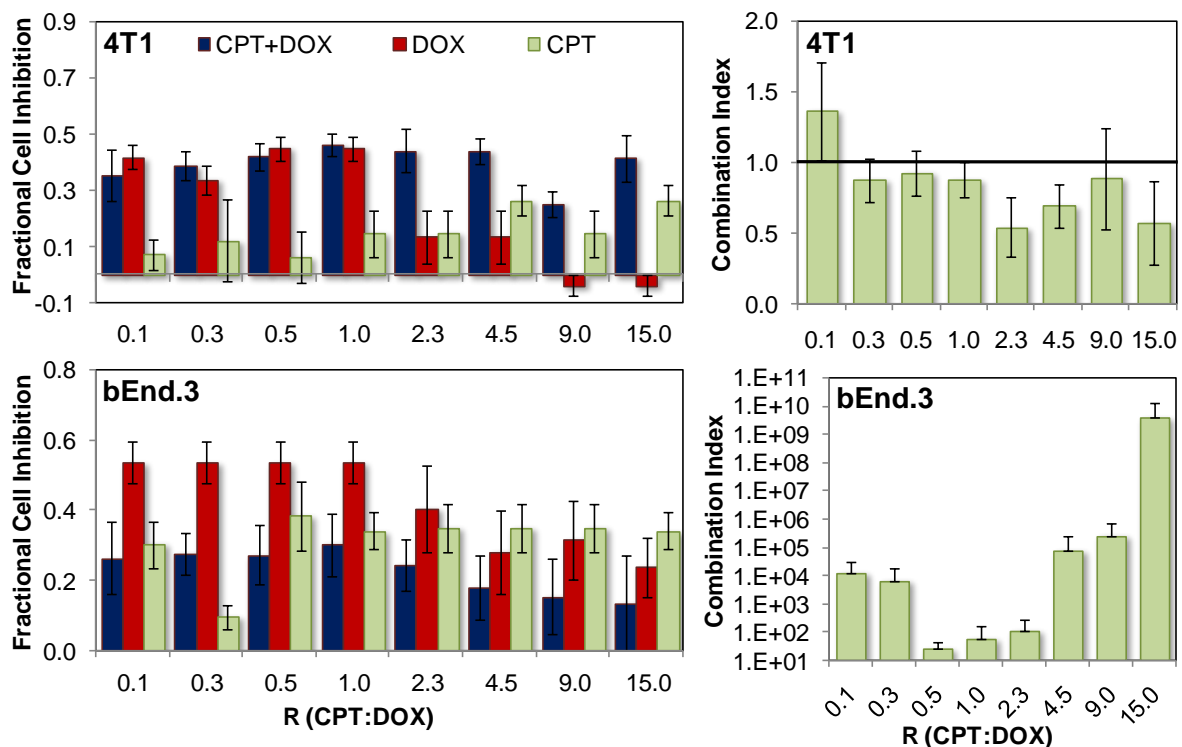 4T1
CPT+DOX DOX CPT
Fractional Cell Inhibition
0.9
0.7
0.5
0.3
0.1
-0.1
0.1 0.3 0.5 1.0 2.3 4.5 9.0 15.0
4T1
Combination Index
2.0
1.5
1.0
0.5
0.0
0.1 0.3 0.5 1.0 2.3 4.5 9.0 15.0
bEnd.3
Fractional Cell Inhibition
0.8
0.6
0.4
0.2
0.0
0.1 0.3 0.5 1.0 2.3 4.5 9.0 15.0
R (CPT:DOX)
bEnd.3
Combination Index
1.E+11
1.E+10
1.E+09
1.E+08
1.E+07
1.E+06
1.E+05
1.E+04
1.E+03
1.E+02
1.E+01
0.1 0.3 0.5 1.0 2.3 4.5 9.0 15.0
R (CPT:DOX)